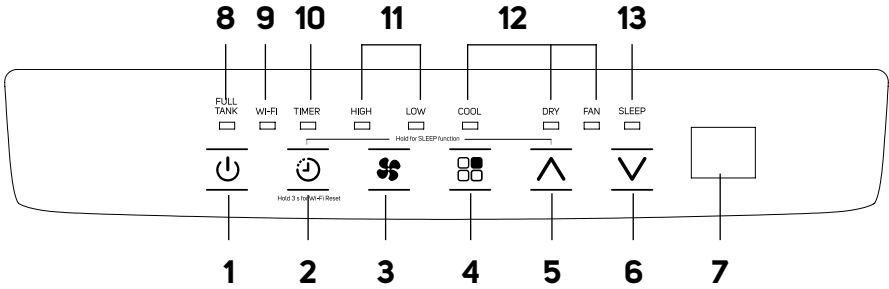 8 9 10 11 12 13
FULL
TANK
WI-FI TIMER HIGH LOW COOL DRY FAN SLEEP
Hold for SLEEP function
Hold 3 s for Wi-Fi Reset
1 2 3 4 5 6 7